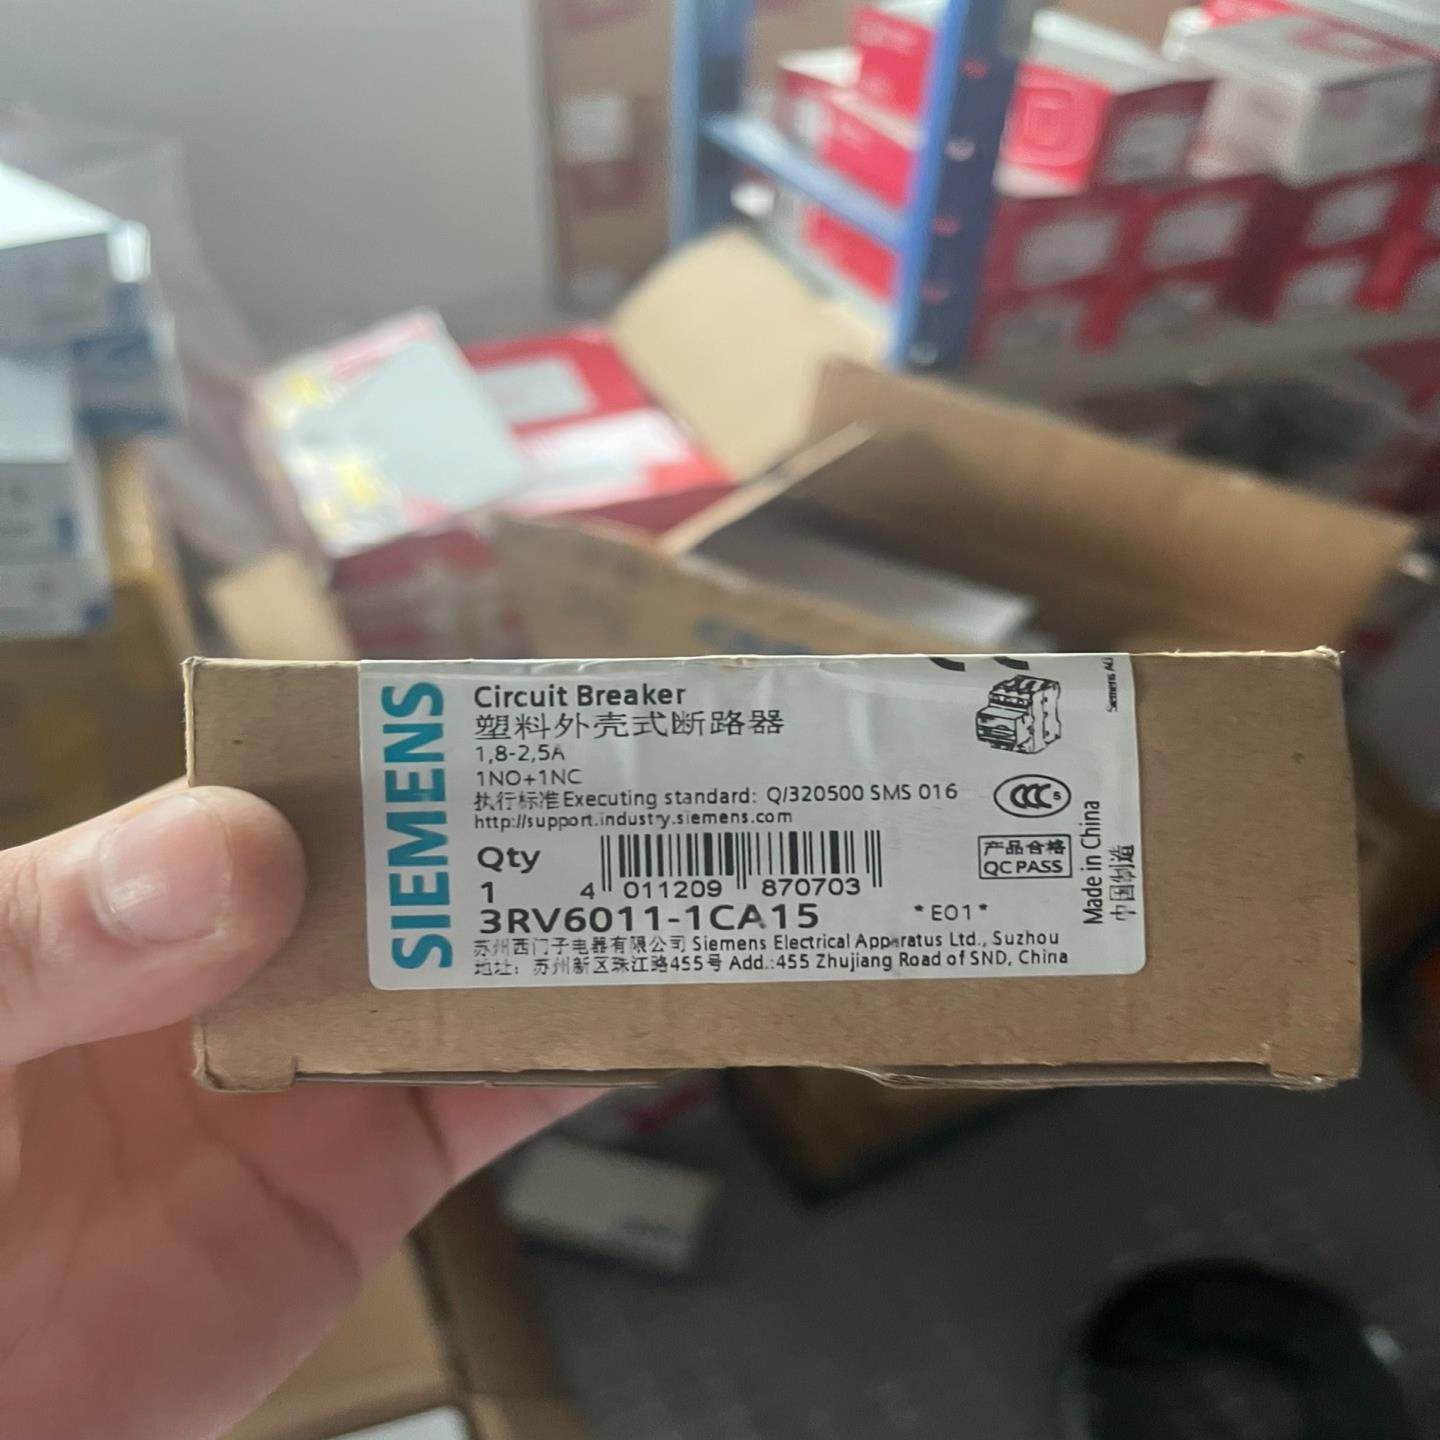 SIEMENS
Circuit Breaker
塑料外壳式断路器
1,8-2,5A
1NO+1NC
执行标准 Executing standard: Q/320500 SMS 016
http://support.industry.siemens.com
Qty
1
4 011209 870703
3RV6011-1CA15
*E01*
苏州西门子电器有限公司 Siemens Electrical Apparatus Ltd., Suzhou
地址: 苏州新区珠江路455号 Add.:455 Zhujiang Road of SND, China
Siemens AG
CCC S
产品合格
QC PASS
Made in China
中国制造